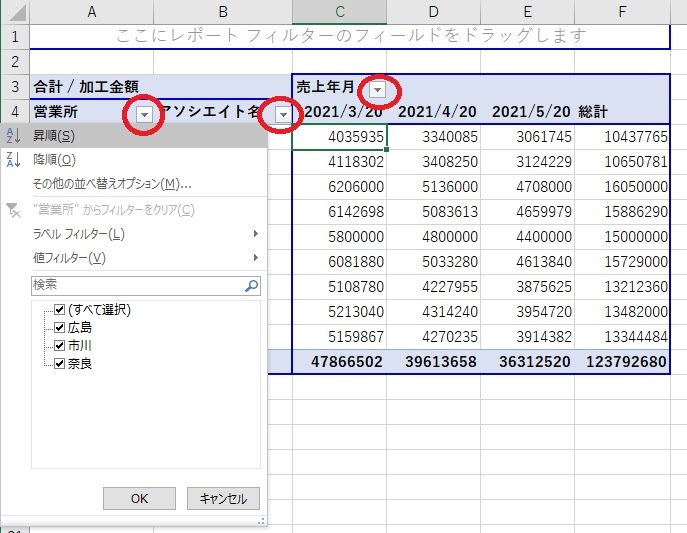 A B C D E F
1 ここにレポート フィルターのフィールドをドラッグします
2
3 合計 / 加工金額 売上年月
4 営業所 アソシエイト名 2021/3/20 2021/4/20 2021/5/20 総計
昇順(S) 4035935 3340085 3061745 10437765
降順(O) 4118302 3408250 3124229 10650781
その他の並べ替えオプション(M)... 6206000 5136000 4708000 16050000
"営業所" からフィルターをクリア(C) 6142698 5083613 4659979 15886290
ラベル フィルター(L) 5800000 4800000 4400000 15000000
値フィルター(V) 6081880 5033280 4613840 15729000
検索 5108780 4227955 3875625 13212360
(すべて選択) 5213040 4314240 3954720 13482000
広島 5159867 4270235 3914382 13344484
市川 47866502 39613658 36312520 123792680
奈良
OK キャンセル